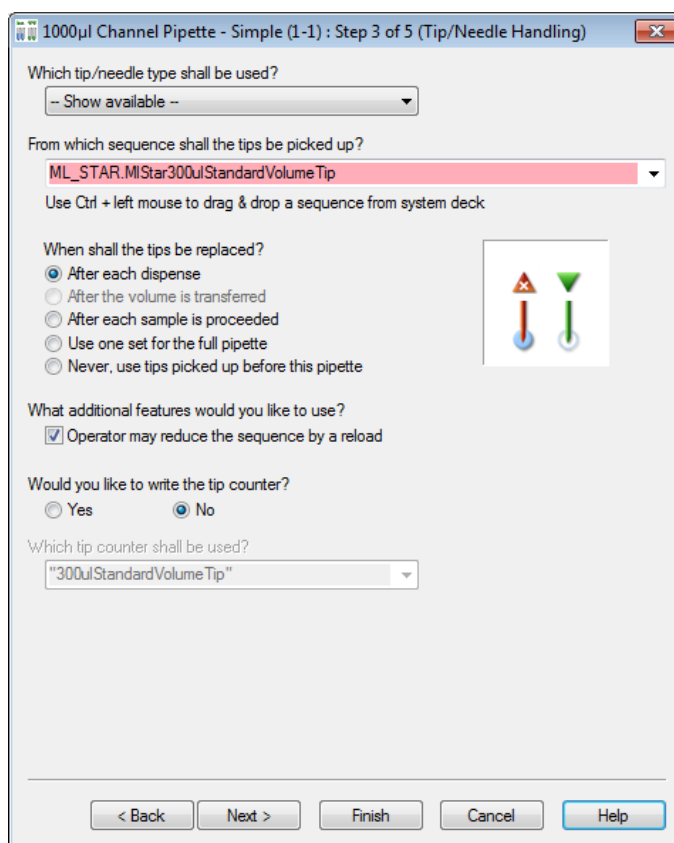 1000µl Channel Pipette - Simple (1-1) : Step 3 of 5 (Tip/Needle Handling)
Which tip/needle type shall be used?
-- Show available --
From which sequence shall the tips be picked up?
ML_STAR.MlStar300ulStandardVolumeTip
Use Ctrl + left mouse to drag & drop a sequence from system deck
When shall the tips be replaced?
After each dispense
After the volume is transferred
After each sample is proceeded
Use one set for the full pipette
Never, use tips picked up before this pipette
What additional features would you like to use?
Operator may reduce the sequence by a reload
Would you like to write the tip counter?
Yes No
Which tip counter shall be used?
"300ulStandardVolumeTip"
< Back Next > Finish Cancel Help